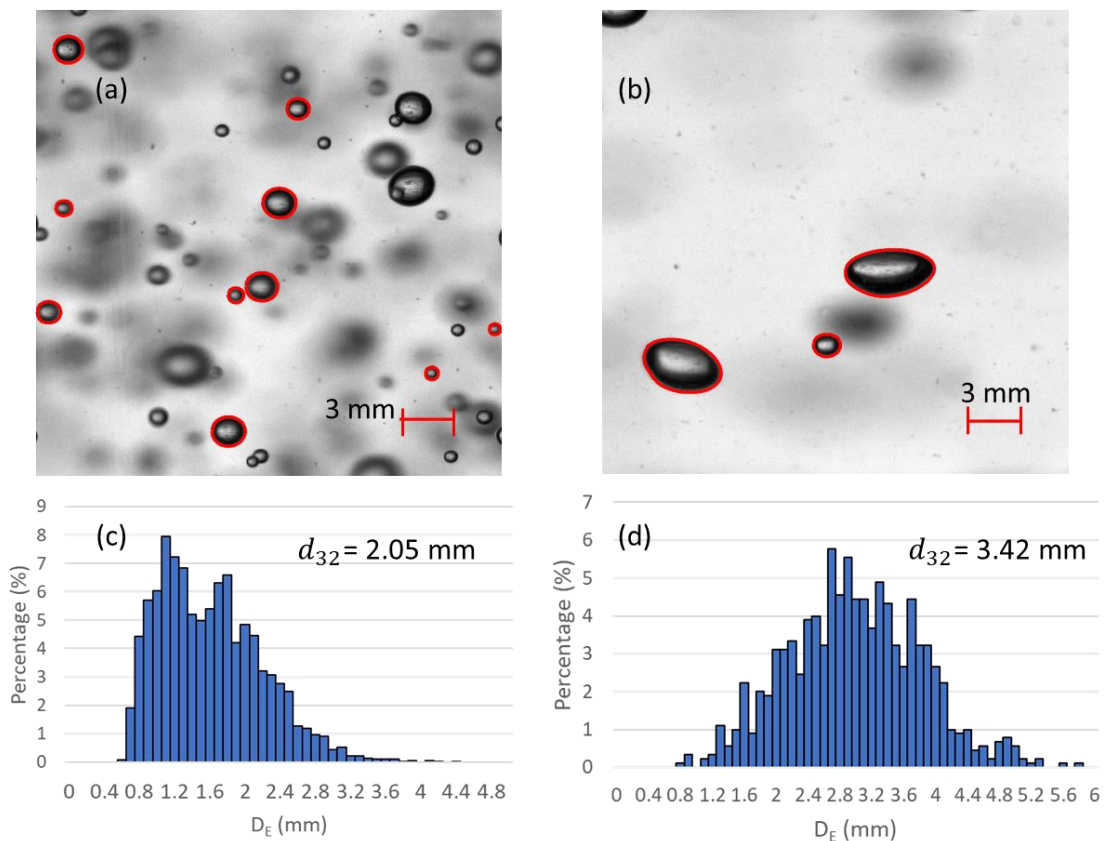 (a)
3 mm
(b)
3 mm
(c)
d32 = 2.05 mm
Percentage (%)
9
8
7
6
5
4
3
2
1
0
0 0.4 0.8 1.2 1.6 2 2.4 2.8 3.2 3.6 4 4.4 4.8
DE (mm)
(d)
d32 = 3.42 mm
Percentage (%)
7
6
5
4
3
2
1
0
0 0.4 0.8 1.2 1.6 2 2.4 2.8 3.2 3.6 4 4.4 4.8 5.2 5.6 6
DE (mm)